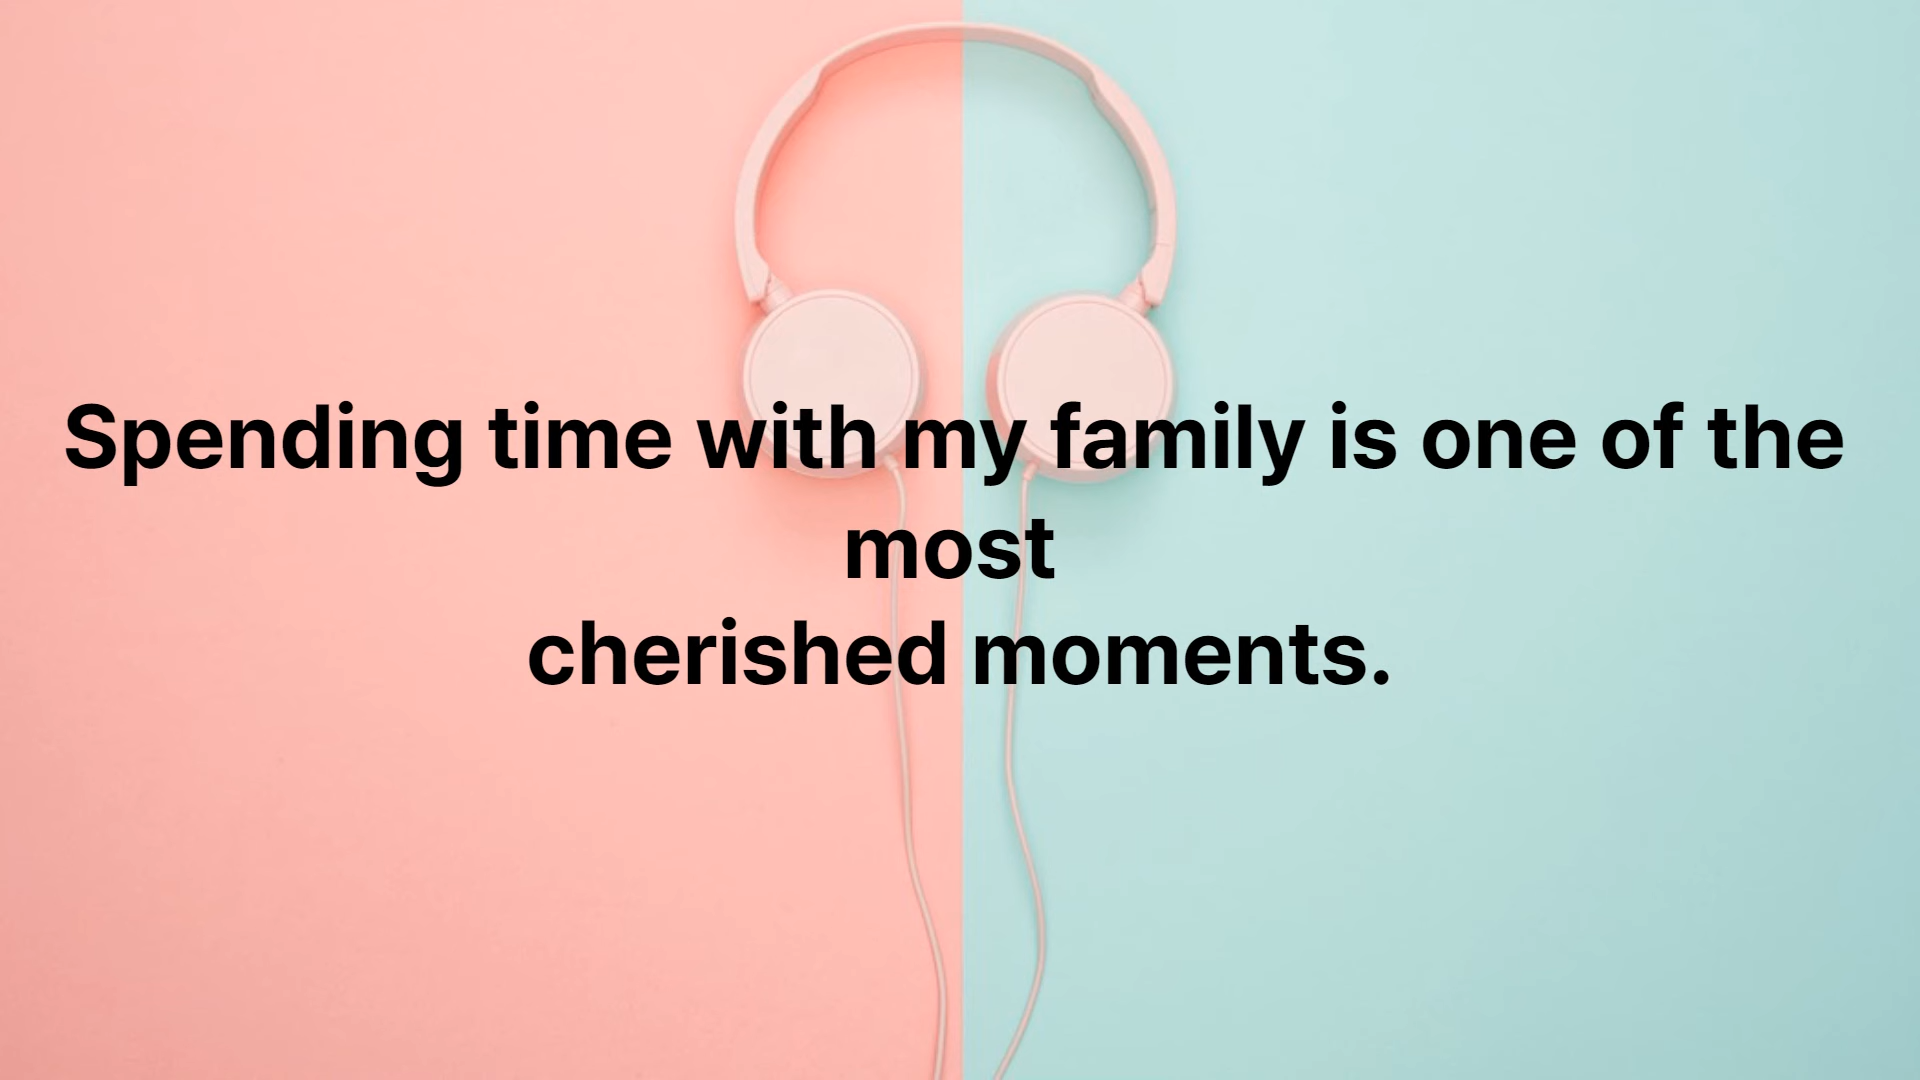 Spending time with my family is one of the
most
cherished moments.